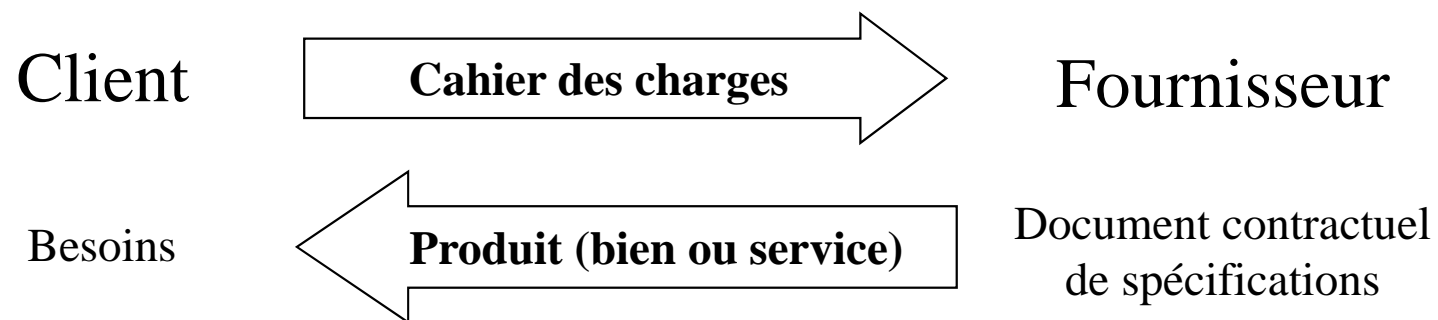 Client
Cahier des charges
Fournisseur
Besoins
Produit (bien ou service)
Document contractuel
de spécifications